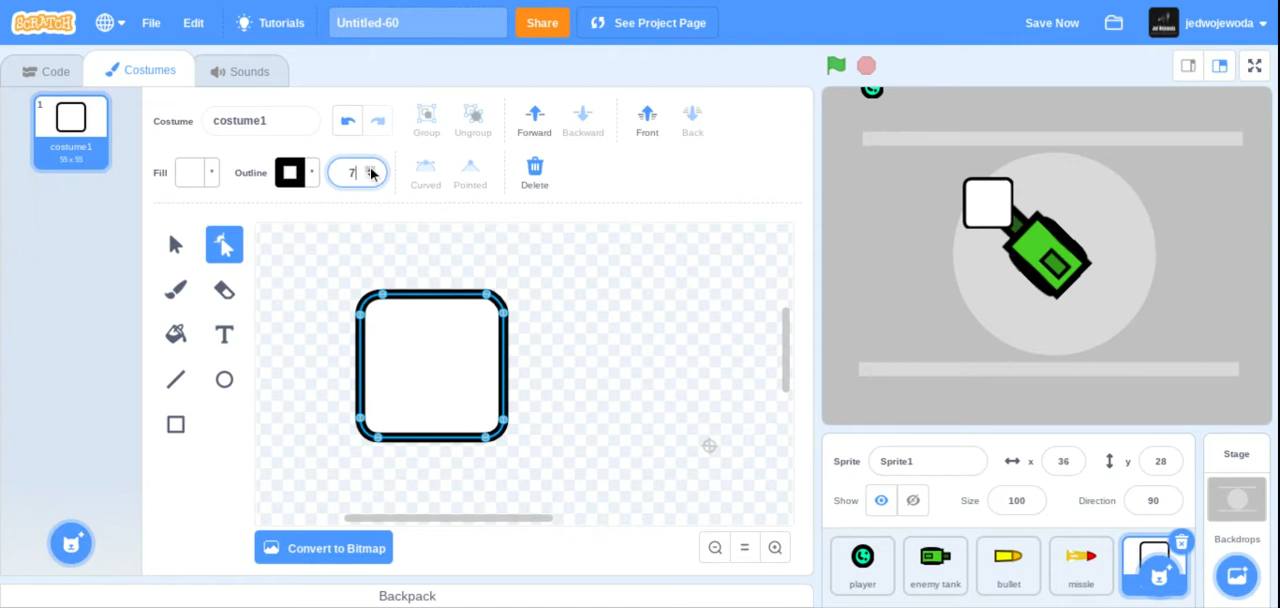 SCRATCH File Edit Tutorials Untitled-60 Share See Project Page Save Now jedwojewoda
Code Costumes Sounds
1
costume1
55 x 55
Costume costume1 Group Ungroup Forward Backward Front Back
Fill Outline 7 Curved Pointed Delete
Convert to Bitmap
Backpack
Sprite Sprite1 x 36 y 28
Show Size 100 Direction 90
player enemy tank bullet missle
Stage
Backdrops